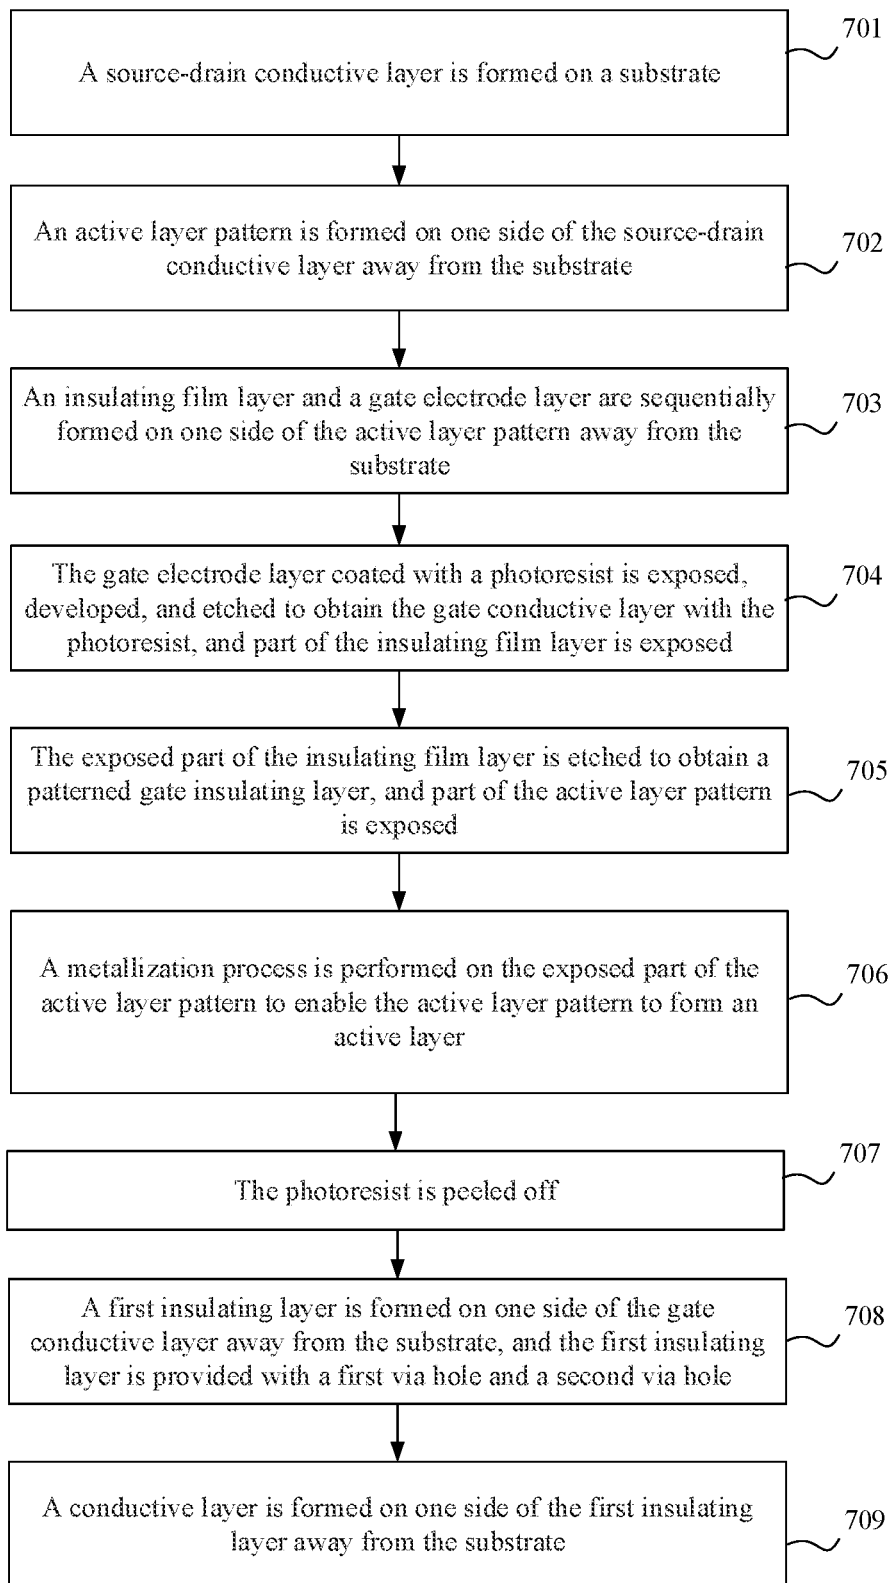 701
A source-drain conductive layer is formed on a substrate
An active layer pattern is formed on one side of the source-drain
conductive layer away from the substrate
702
An insulating film layer and a gate electrode layer are sequentially
formed on one side of the active layer pattern away from the
substrate
703
The gate electrode layer coated with a photoresist is exposed,
developed, and etched to obtain the gate conductive layer with the
photoresist, and part of the insulating film layer is exposed
704
The exposed part of the insulating film layer is etched to obtain a
patterned gate insulating layer, and part of the active layer pattern
is exposed
705
A metallization process is performed on the exposed part of the
active layer pattern to enable the active layer pattern to form an
active layer
706
The photoresist is peeled off
707
A first insulating layer is formed on one side of the gate
conductive layer away from the substrate, and the first insulating
layer is provided with a first via hole and a second via hole
708
A conductive layer is formed on one side of the first insulating
layer away from the substrate
709